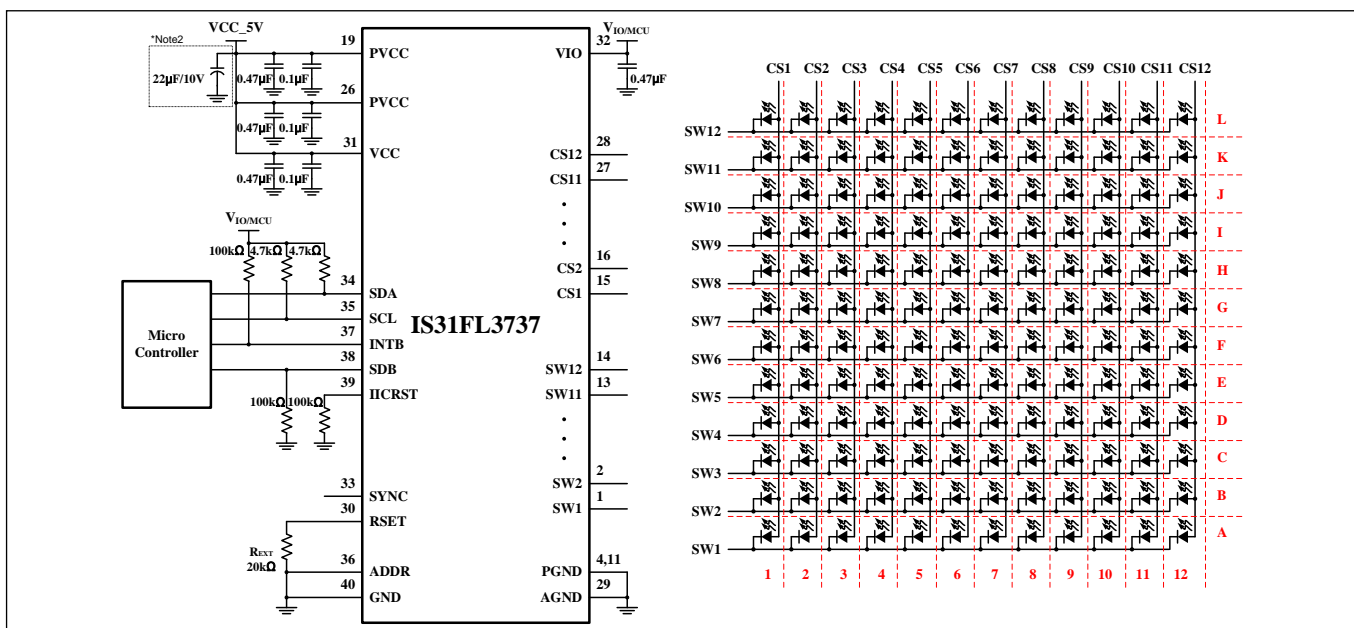 *Note2
VCC_5V
22µF/10V
0.47µF 0.1µF
0.47µF 0.1µF
0.47µF 0.1µF
19 PVCC
26 PVCC
31 VCC
VIO/MCU
100kΩ 4.7kΩ 4.7kΩ
Micro
Controller
34 SDA
35 SCL
37 INTB
38 SDB
39 IICRST
100kΩ 100kΩ
33 SYNC
30 RSET
REXT
20kΩ
36 ADDR
40 GND
IS31FL3737
VIO/MCU
VIO 32
0.47µF
CS12 28
CS11 27
CS2 16
CS1 15
SW12 14
SW11 13
SW2 2
SW1 1
PGND 4,11
AGND 29
CS1 CS2 CS3 CS4 CS5 CS6 CS7 CS8 CS9 CS10 CS11 CS12
SW12 L
SW11 K
SW10 J
SW9 I
SW8 H
SW7 G
SW6 F
SW5 E
SW4 D
SW3 C
SW2 B
SW1 A
1 2 3 4 5 6 7 8 9 10 11 12